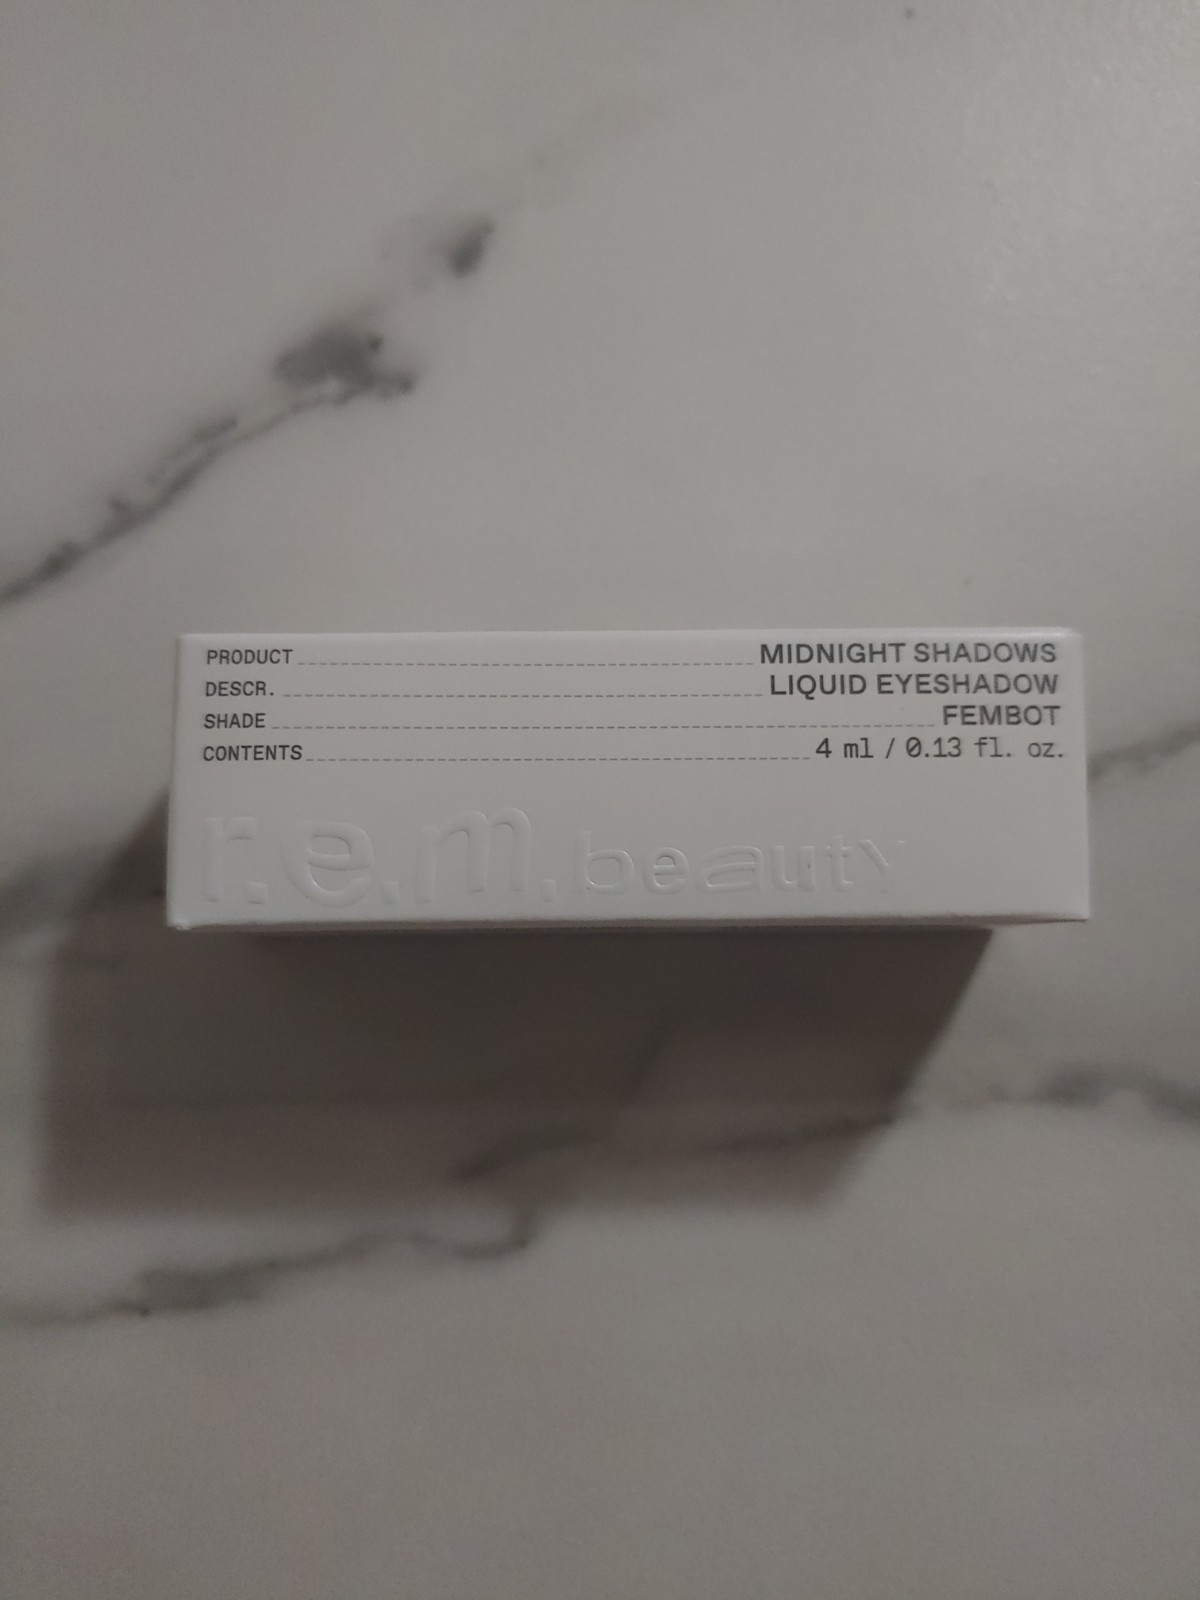 PRODUCT MIDNIGHT SHADOWS
DESCR. LIQUID EYESHADOW
SHADE FEMBOT
CONTENTS 4 ml / 0.13 fl. oz.
r.e.m.beauty